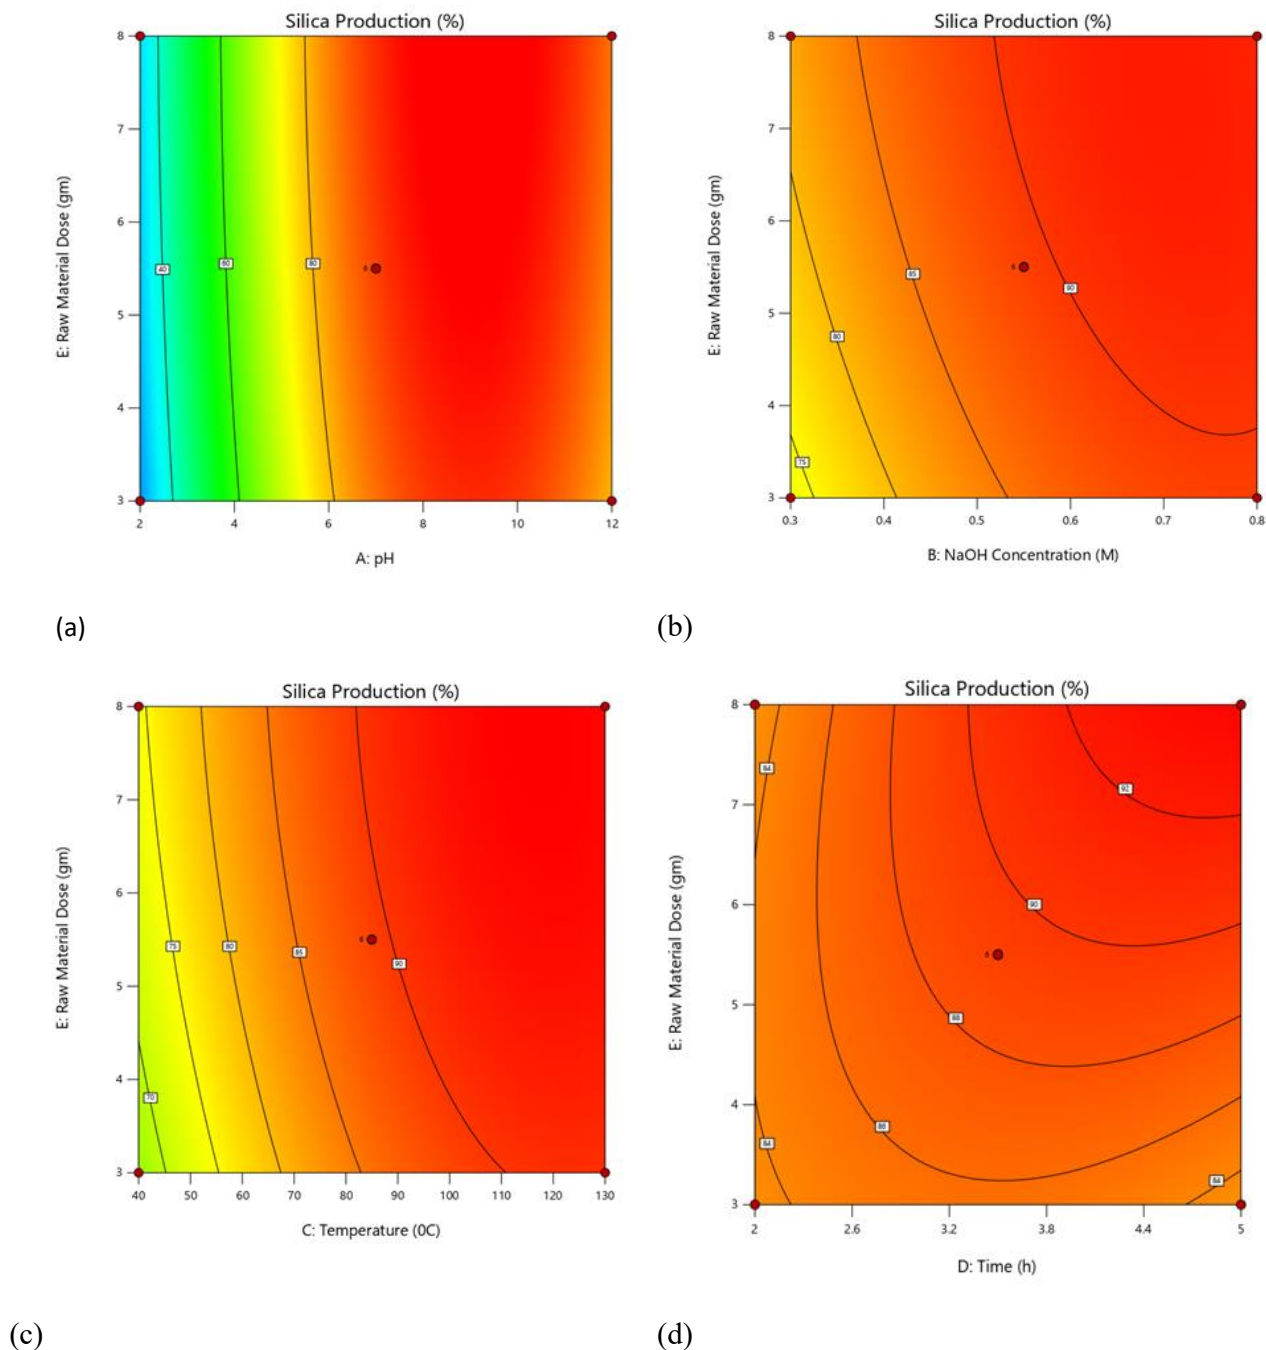 Silica Production (%)
8
7
6
5
4
3
E: Raw Material Dose (gm)
40
60
80
6
2 4 6 8 10 12
A: pH
(a)
Silica Production (%)
8
7
6
5
4
3
E: Raw Material Dose (gm)
75
80
85
90
6
0.3 0.4 0.5 0.6 0.7 0.8
B: NaOH Concentration (M)
(b)
Silica Production (%)
8
7
6
5
4
3
E: Raw Material Dose (gm)
70
75
80
85
90
6
40 50 60 70 80 90 100 110 120 130
C: Temperature (0C)
(c)
Silica Production (%)
8
7
6
5
4
3
E: Raw Material Dose (gm)
84
92
90
88
84
84
6
2 2.6 3.2 3.8 4.4 5
D: Time (h)
(d)